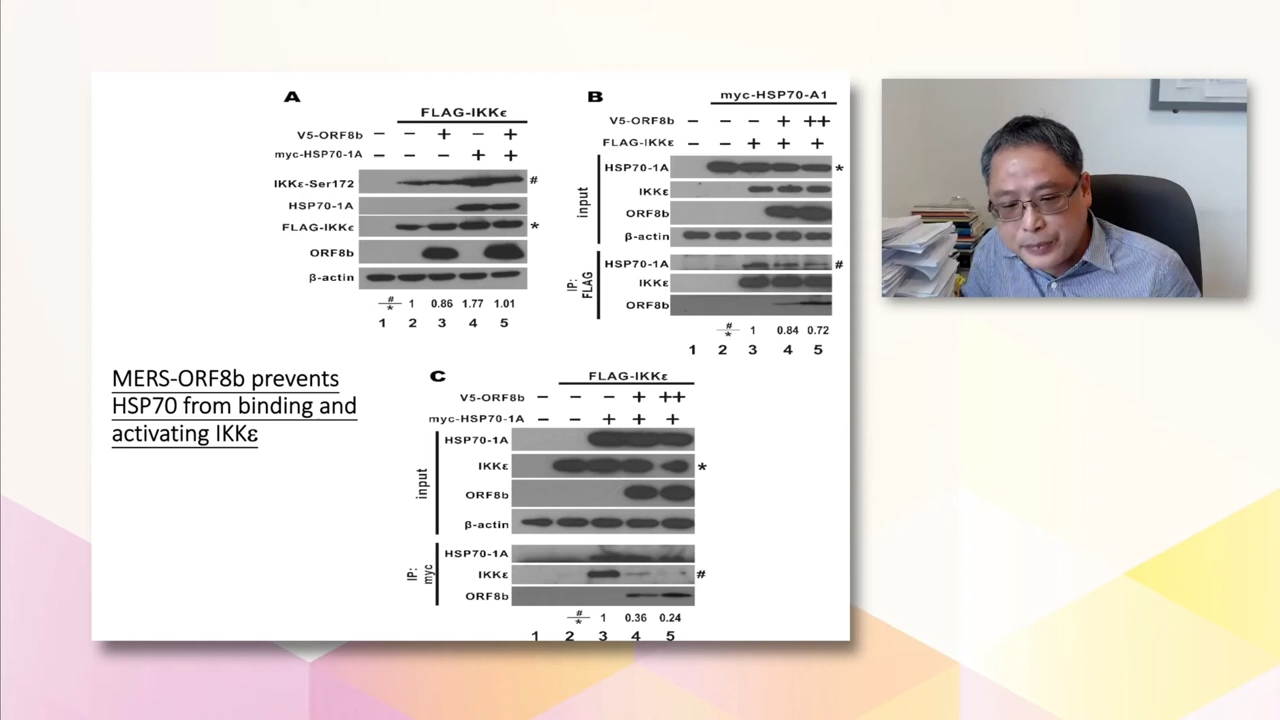 A
FLAG-IKKε
V5-ORF8b − − + − +
myc-HSP70-1A − − − + +
IKKε-Ser172 #
HSP70-1A
FLAG-IKKε *
ORF8b
β-actin
#/* 1 0.86 1.77 1.01
1 2 3 4 5
B
myc-HSP70-A1
V5-ORF8b − − − + ++
FLAG-IKKε − − + + +
input
HSP70-1A *
IKKε
ORF8b
β-actin
IP: FLAG
HSP70-1A #
IKKε
ORF8b
#/* 1 0.84 0.72
1 2 3 4 5
MERS-ORF8b prevents
HSP70 from binding and
activating IKKε
C
FLAG-IKKε
V5-ORF8b − − − + ++
myc-HSP70-1A − − + + +
input
HSP70-1A
IKKε *
ORF8b
β-actin
IP: myc
HSP70-1A
IKKε #
ORF8b
#/* 1 0.36 0.24
1 2 3 4 5